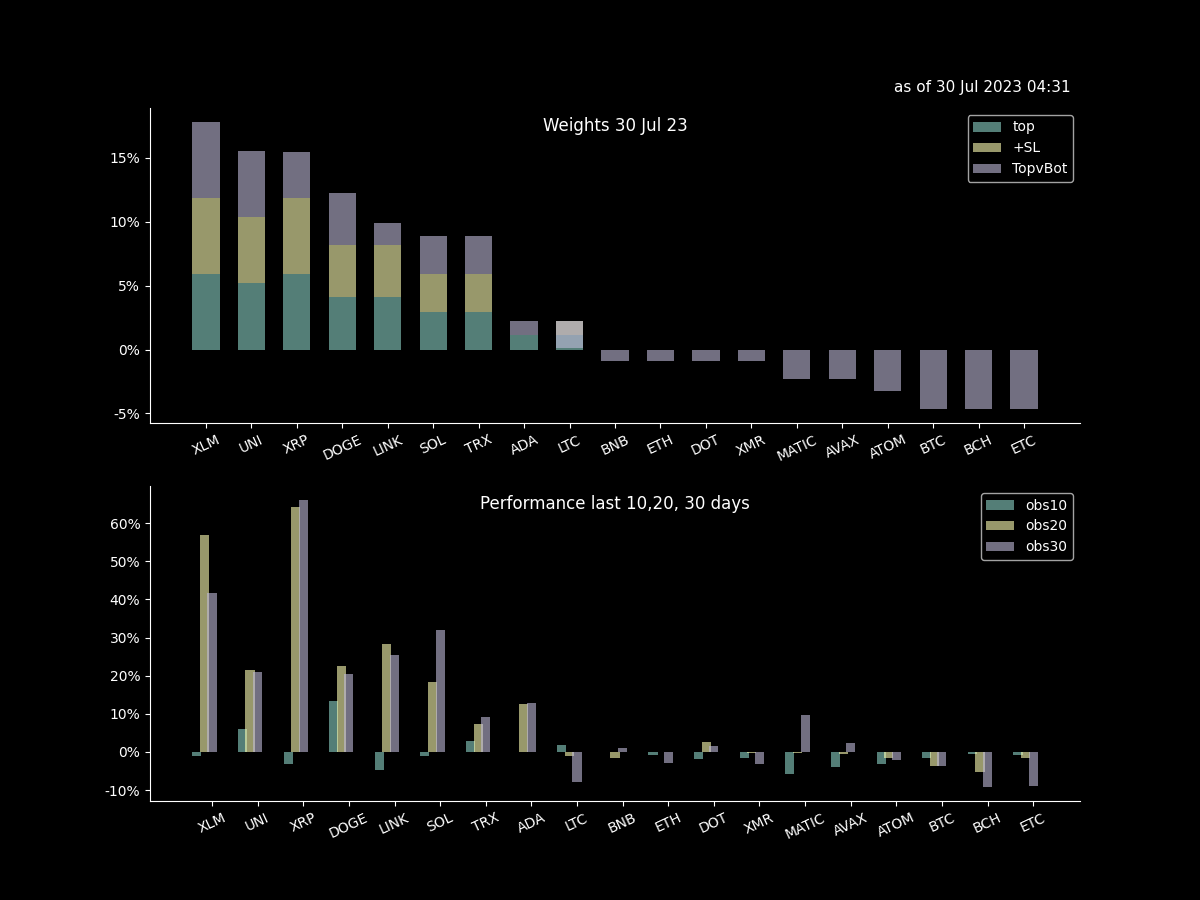 as of 30 Jul 2023 04:31
Weights 30 Jul 23
top
+SL
TopvBot
15%
10%
5%
0%
-5%
XLM UNI XRP DOGE LINK SOL TRX ADA LTC BNB ETH DOT XMR MATIC AVAX ATOM BTC BCH ETC
Performance last 10,20, 30 days
obs10
obs20
obs30
60%
50%
40%
30%
20%
10%
0%
-10%
XLM UNI XRP DOGE LINK SOL TRX ADA LTC BNB ETH DOT XMR MATIC AVAX ATOM BTC BCH ETC